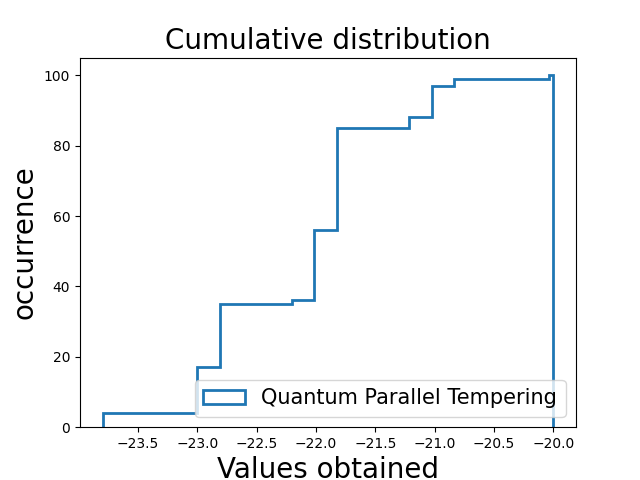 Cumulative distribution
occurrence
100
80
60
40
20
0
Quantum Parallel Tempering
−23.5 −23.0 −22.5 −22.0 −21.5 −21.0 −20.5 −20.0
Values obtained